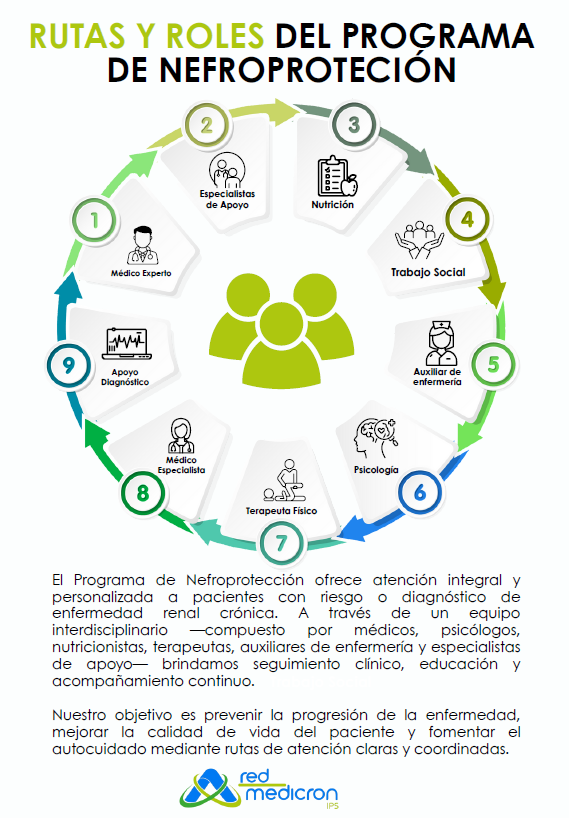 RUTAS Y ROLES DEL PROGRAMA
DE NEFROPROTECIÓN
1
Médico Experto
2
Especialistas
de Apoyo
3
Nutrición
4
Trabajo Social
5
Auxiliar de
enfermería
6
Psicología
7
Terapeuta Físico
8
Médico
Especialista
9
Apoyo
Diagnóstico
El Programa de Nefroprotección ofrece atención integral y
personalizada a pacientes con riesgo o diagnóstico de
enfermedad renal crónica. A través de un equipo
interdisciplinario —compuesto por médicos, psicólogos,
nutricionistas, terapeutas, auxiliares de enfermería y especialistas
de apoyo— brindamos seguimiento clínico, educación y
acompañamiento continuo.
Nuestro objetivo es prevenir la progresión de la enfermedad,
mejorar la calidad de vida del paciente y fomentar el
autocuidado mediante rutas de atención claras y coordinadas.
red
medicron
IPS